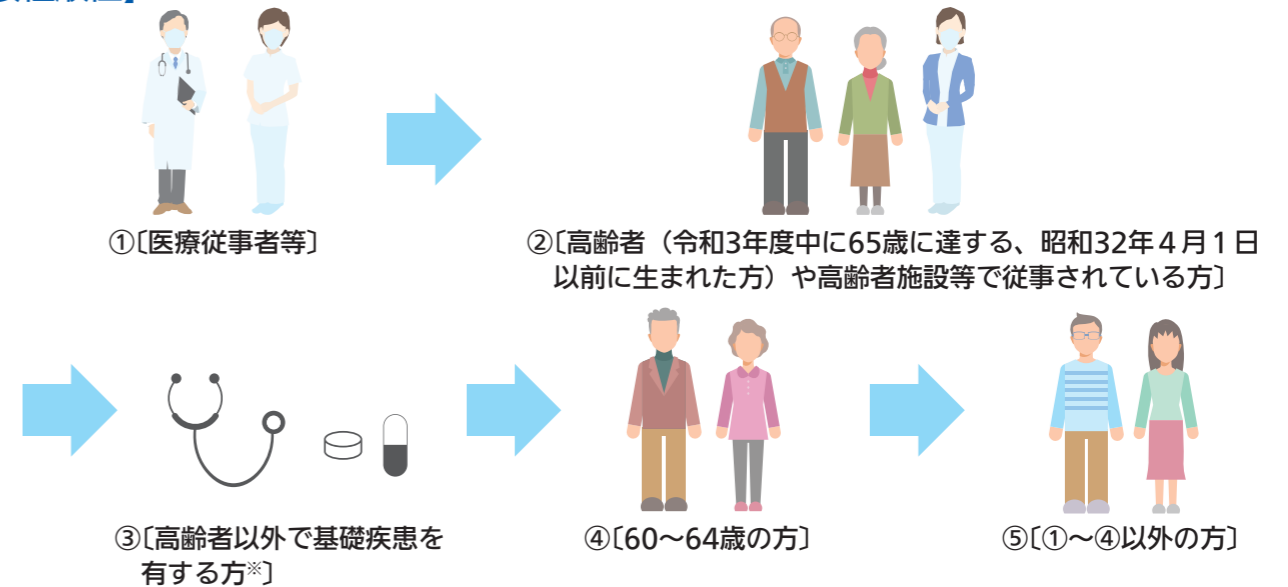 ①〔医療従事者等〕
②〔高齢者（令和3年度中に65歳に達する、昭和32年４月１日
以前に生まれた方）や高齢者施設等で従事されている方〕
③〔高齢者以外で基礎疾患を
有する方※〕
④〔60～64歳の方〕
⑤〔①～④以外の方〕